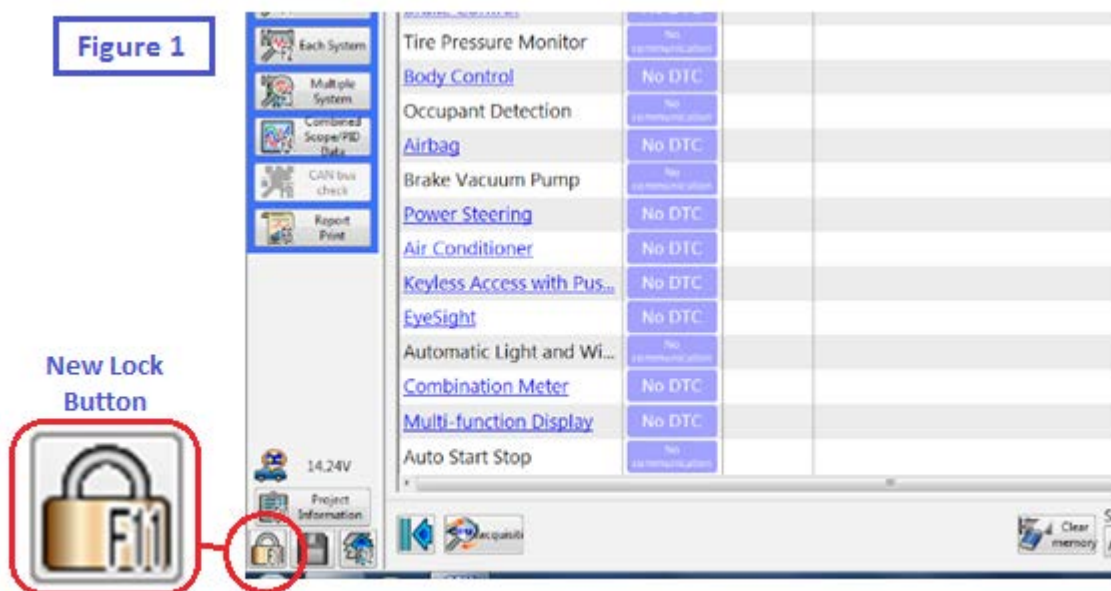 Figure 1
Each System
Multiple
System
Combined
Scope/PID
Data
CAN bus
check
Report
Print
Tire Pressure Monitor
No
communication
Body Control
No DTC
Occupant Detection
No
communication
Airbag
No DTC
Brake Vacuum Pump
No
communication
Power Steering
No DTC
Air Conditioner
No DTC
Keyless Access with Pus...
No DTC
EyeSight
No DTC
Automatic Light and Wi...
No
communication
Combination Meter
No DTC
Multi-function Display
No DTC
Auto Start Stop
No
communication
New Lock
Button
F11
14.24V
Project
Information
F11
acquisiti
Clear
memory